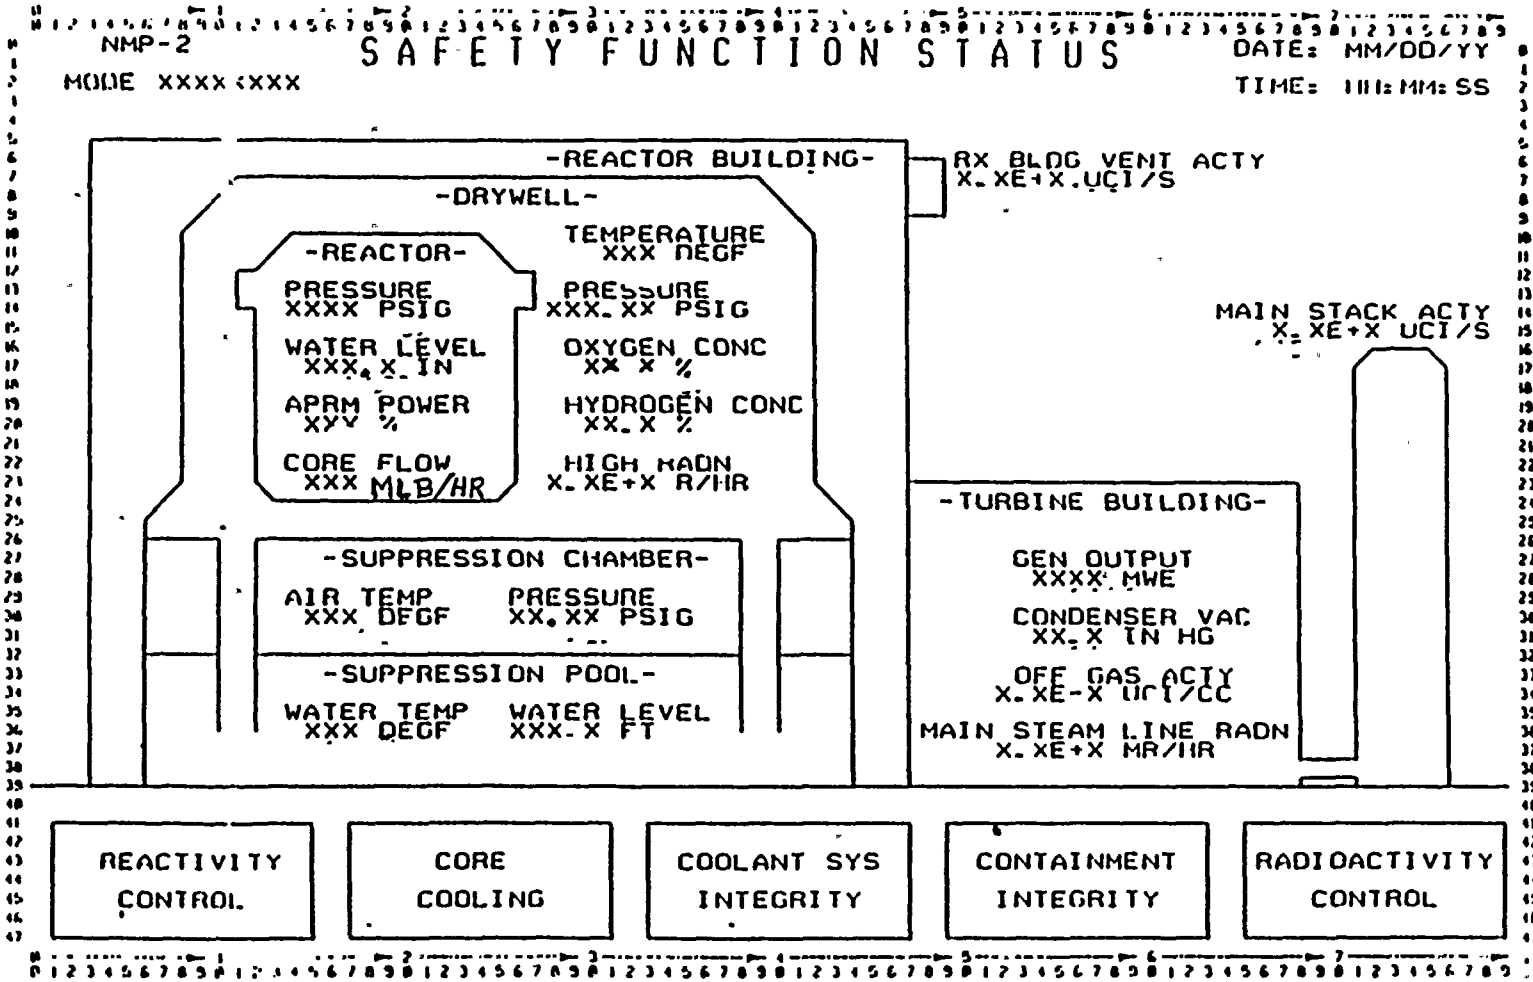 NMP-2
SAFETY FUNCTION STATUS
DATE: MM/DD/YY
MODE XXXX XXX
TIME: HH:MM:SS
-REACTOR BUILDING-
RX BLDG VENT ACTY
X.XE+X.UCI/S
-DRYWELL-
TEMPERATURE
XXX DEGF
-REACTOR-
PRESSURE
XXXX PSIG
PRESSURE
XXX.XX PSIG
MAIN STACK ACTY
X.XE+X UCI/S
WATER LEVEL
XXX.X IN
OXYGEN CONC
XX X %
APRM POWER
XXX %
HYDROGEN CONC
XX.X %
CORE FLOW
XXX MLB/HR
HIGH RADN
X.XE+X R/HR
-TURBINE BUILDING-
-SUPPRESSION CHAMBER-
GEN OUTPUT
XXXX MWE
AIR TEMP
XXX DEGF
PRESSURE
XX.XX PSIG
CONDENSER VAC
XX.X IN HG
-SUPPRESSION POOL-
OFF GAS ACTY
X.XE-X UCI/CC
WATER TEMP
XXX DEGF
WATER LEVEL
XXX.X FT
MAIN STEAM LINE RADN
X.XE+X MR/HR
REACTIVITY
CONTROL
CORE
COOLING
COOLANT SYS
INTEGRITY
CONTAINMENT
INTEGRITY
RADIOACTIVITY
CONTROL